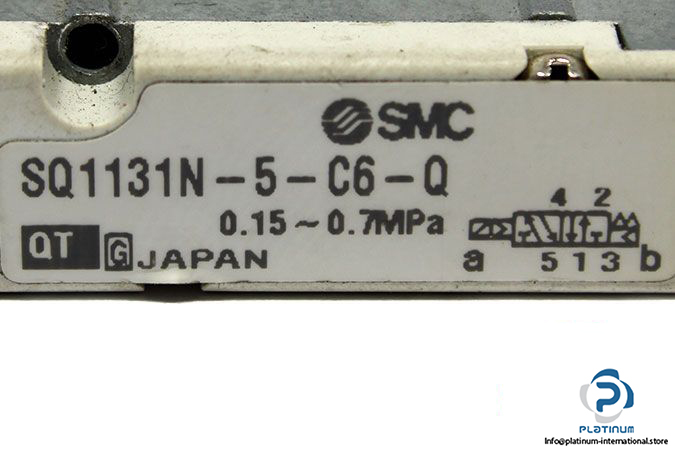 SMC
SQ1131N-5-C6-Q
0.15~0.7MPa
4 2
QT G JAPAN
a 5 1 3 b
PLATINUM
Info@platinum-international.store